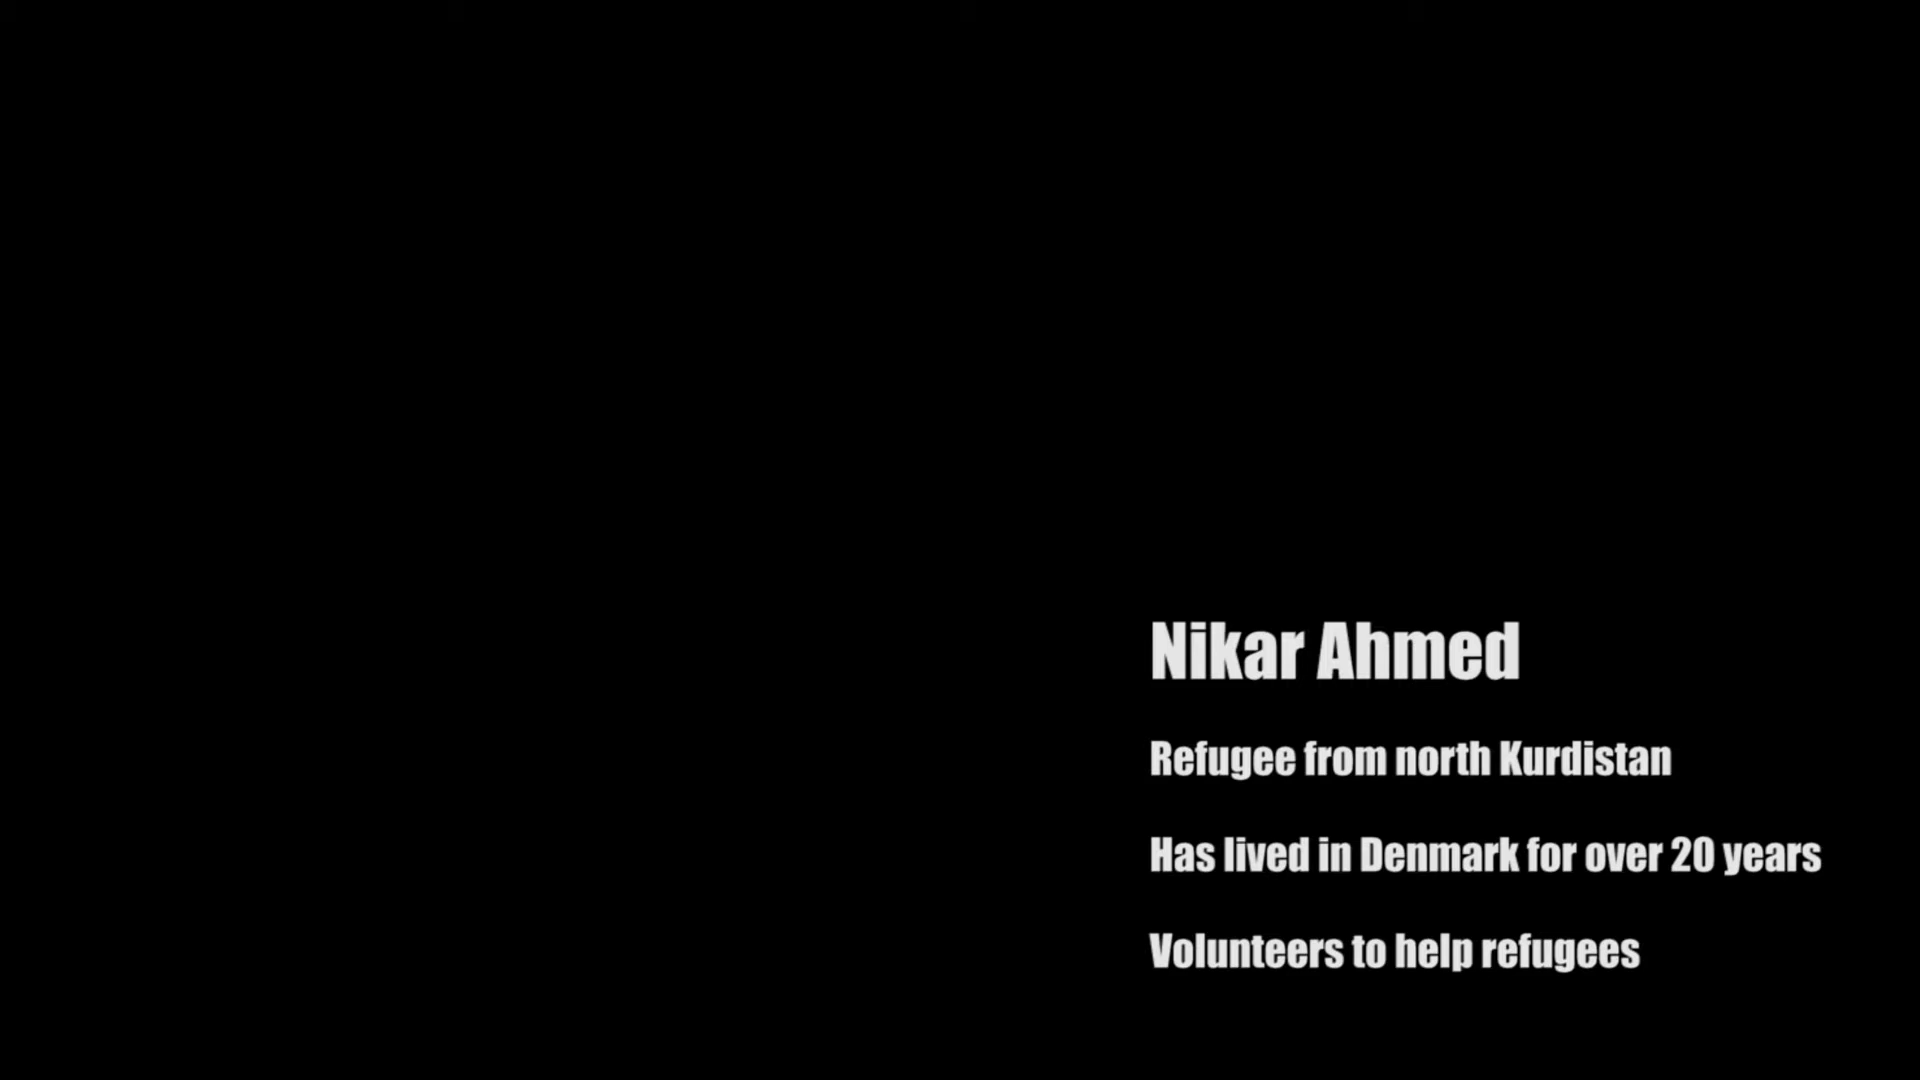 Nikar Ahmed
Refugee from north Kurdistan
Has lived in Denmark for over 20 years
Volunteers to help refugees